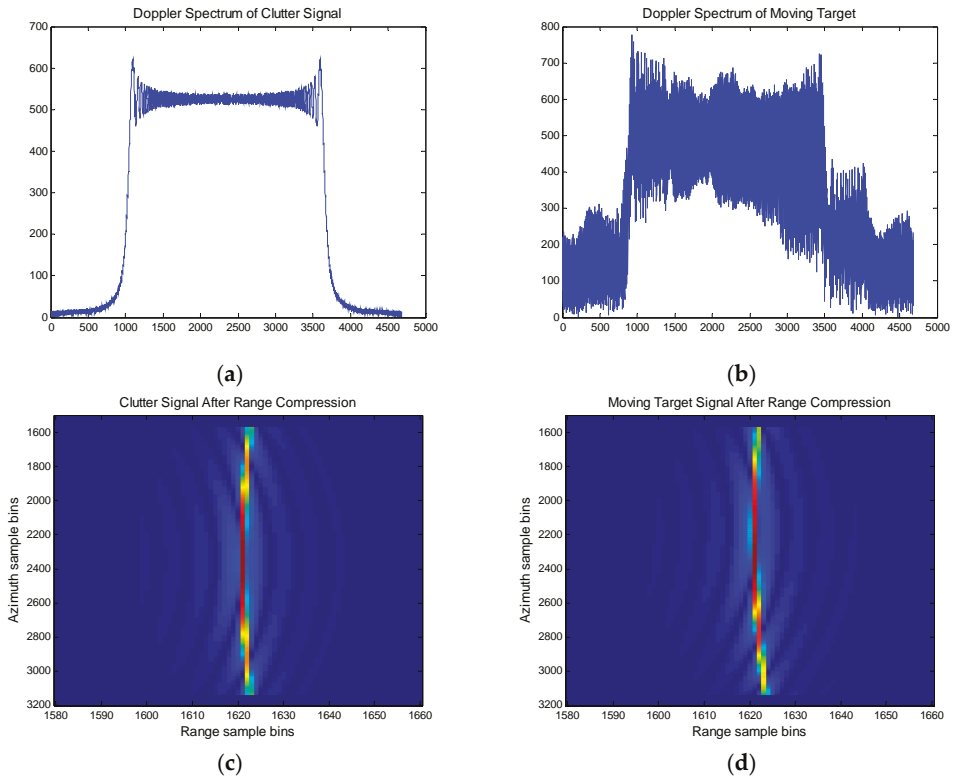 Doppler Spectrum of Clutter Signal
700
600
500
400
300
200
100
0
0 500 1000 1500 2000 2500 3000 3500 4000 4500 5000
(a)
Doppler Spectrum of Moving Target
800
700
600
500
400
300
200
100
0
0 500 1000 1500 2000 2500 3000 3500 4000 4500 5000
(b)
Clutter Signal After Range Compression
Azimuth sample bins
1600
1800
2000
2200
2400
2600
2800
3000
3200
1580 1590 1600 1610 1620 1630 1640 1650 1660
Range sample bins
(c)
Moving Target Signal After Range Compression
Azimuth sample bins
1600
1800
2000
2200
2400
2600
2800
3000
3200
1580 1590 1600 1610 1620 1630 1640 1650 1660
Range sample bins
(d)